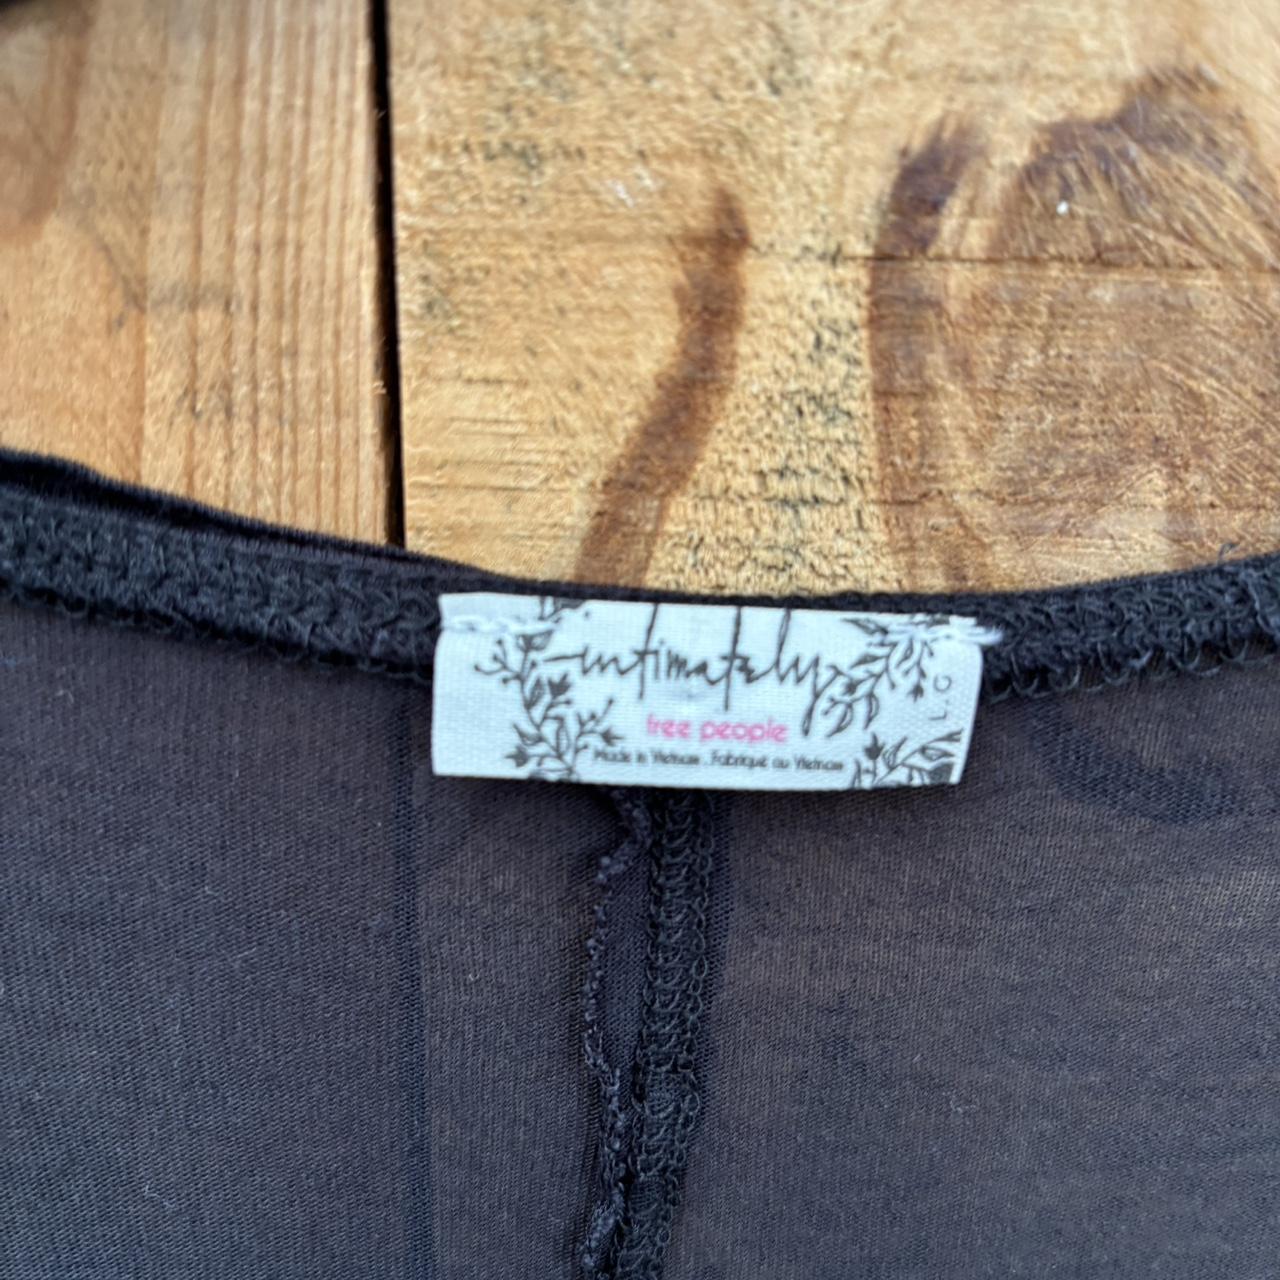 intimately
free people
Made in Vietnam . Fabriqué au Vietnam
L.G